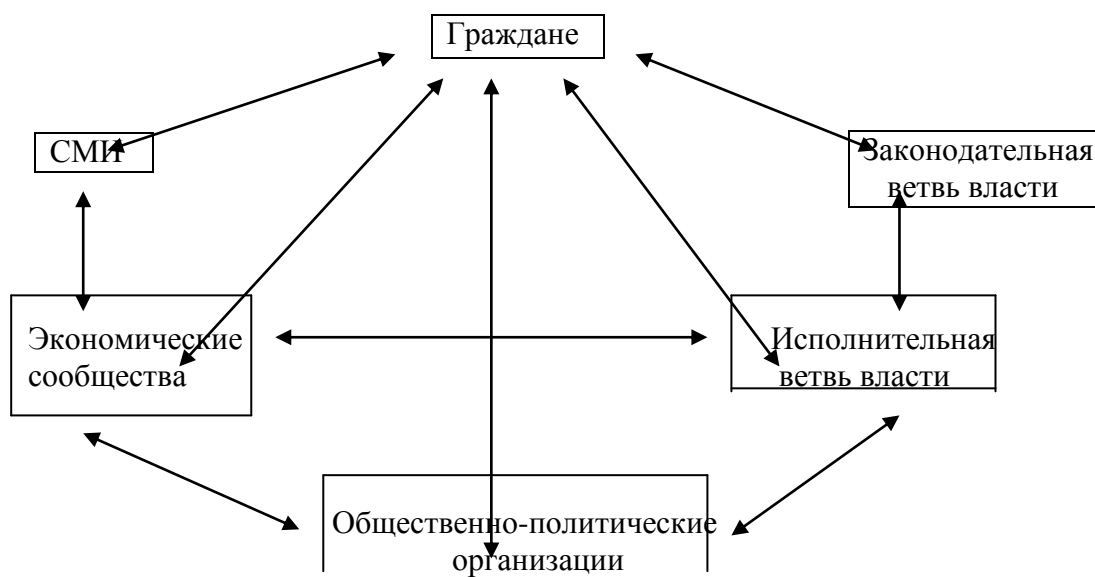 Граждане
СМИ
Законодательная
ветвь власти
Экономические
сообщества
Исполнительная
ветвь власти
Общественно-политические
организации